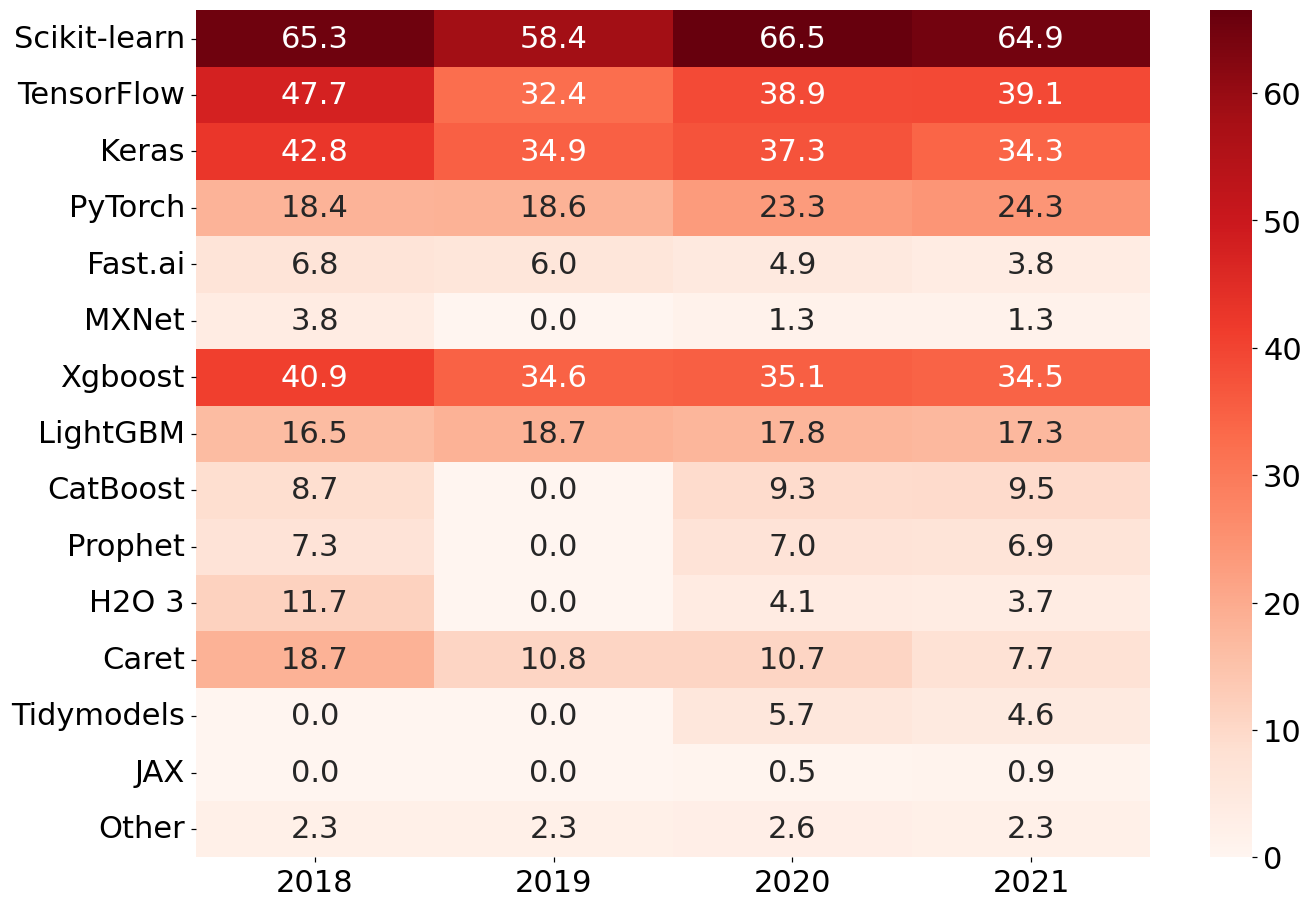 Scikit-learn 65.3 58.4 66.5 64.9
TensorFlow 47.7 32.4 38.9 39.1
Keras 42.8 34.9 37.3 34.3
PyTorch 18.4 18.6 23.3 24.3
Fast.ai 6.8 6.0 4.9 3.8
MXNet 3.8 0.0 1.3 1.3
Xgboost 40.9 34.6 35.1 34.5
LightGBM 16.5 18.7 17.8 17.3
CatBoost 8.7 0.0 9.3 9.5
Prophet 7.3 0.0 7.0 6.9
H2O 3 11.7 0.0 4.1 3.7
Caret 18.7 10.8 10.7 7.7
Tidymodels 0.0 0.0 5.7 4.6
JAX 0.0 0.0 0.5 0.9
Other 2.3 2.3 2.6 2.3
2018 2019 2020 2021
60
50
40
30
20
10
0